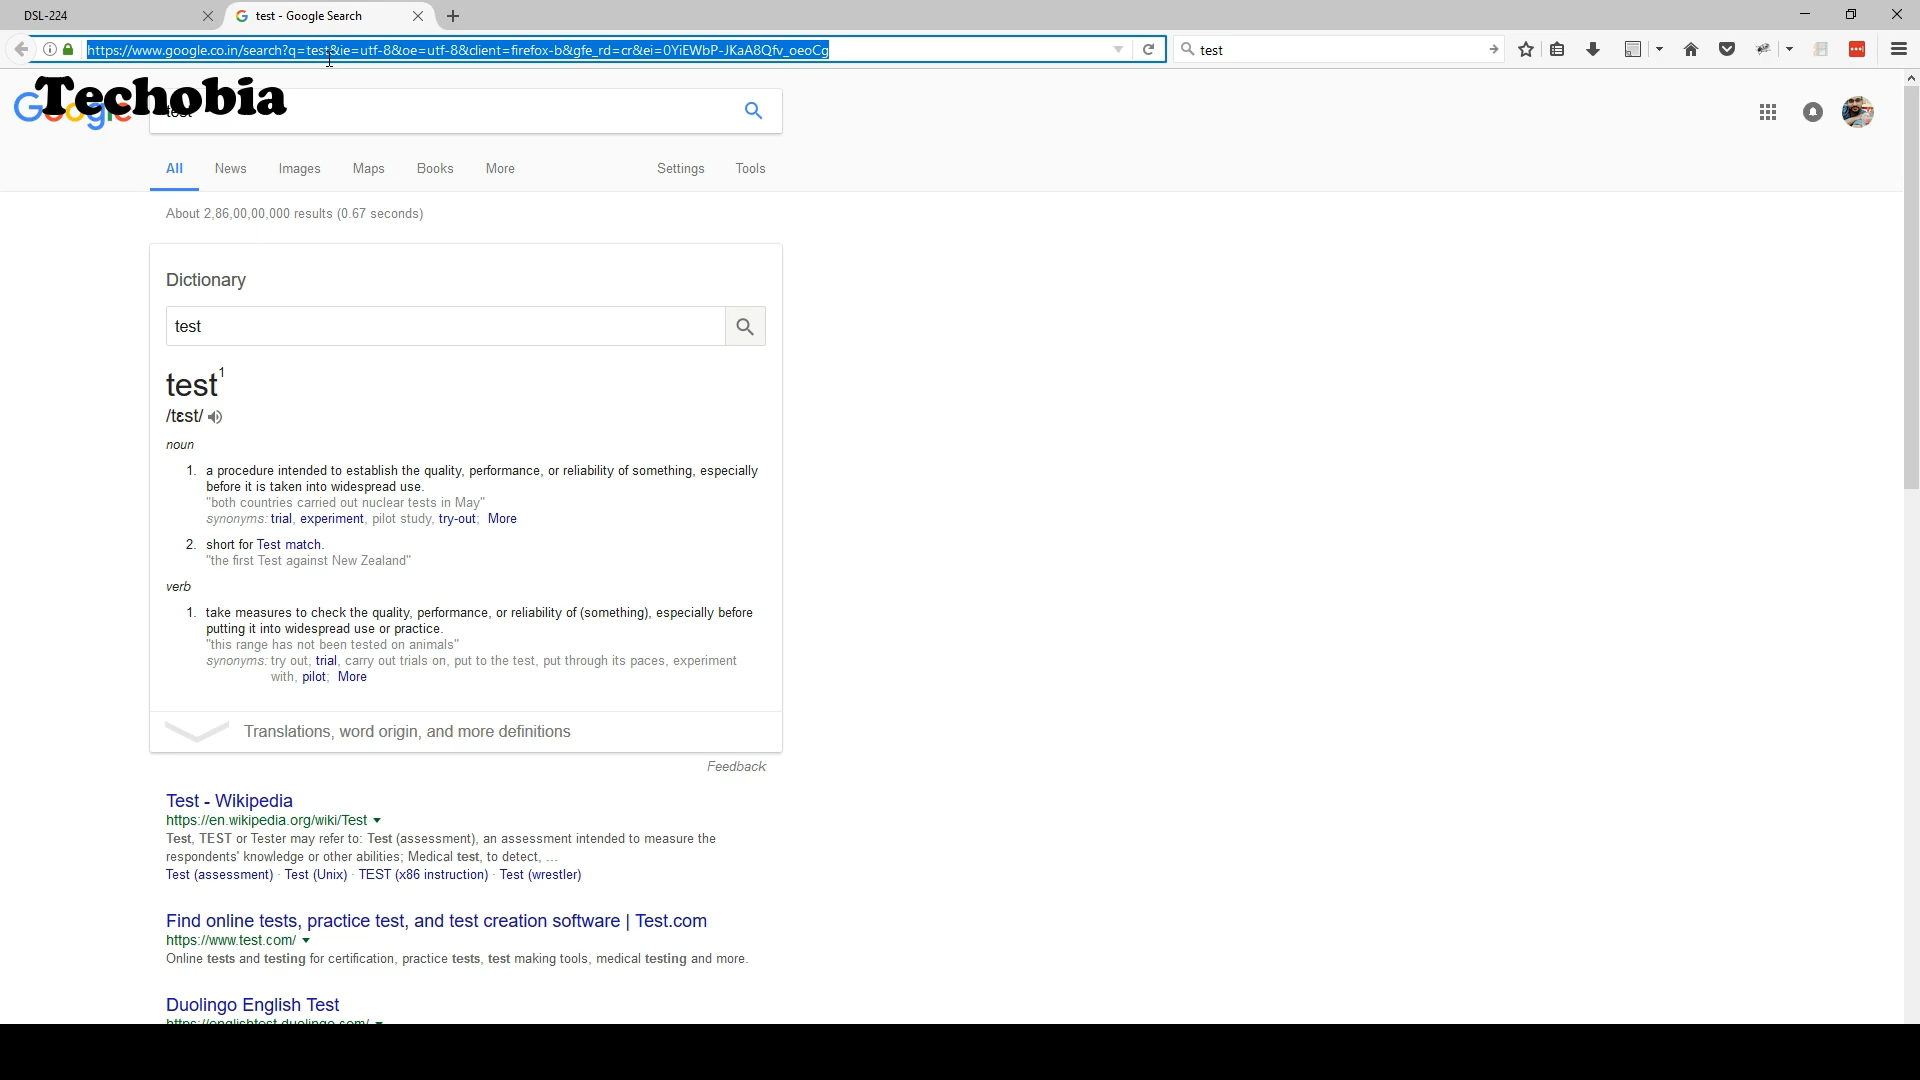 DSL-224
test - Google Search
https://www.google.co.in/search?q=test&ie=utf-8&oe=utf-8&client=firefox-b&gfe_rd=cr&ei=0YiEWbP-JKaA8Qfv_oeoCg
test
Techobia
Google
test
All News Images Maps Books More Settings Tools
About 2,86,00,00,000 results (0.67 seconds)
Dictionary
test
test1
/tɛst/
noun
1. a procedure intended to establish the quality, performance, or reliability of something, especially
before it is taken into widespread use.
"both countries carried out nuclear tests in May"
synonyms: trial, experiment, pilot study, try-out; More
2. short for Test match.
"the first Test against New Zealand"
verb
1. take measures to check the quality, performance, or reliability of (something), especially before
putting it into widespread use or practice.
"this range has not been tested on animals"
synonyms: try out, trial, carry out trials on, put to the test, put through its paces, experiment
with, pilot; More
Translations, word origin, and more definitions
Feedback
Test - Wikipedia
https://en.wikipedia.org/wiki/Test
Test, TEST or Tester may refer to: Test (assessment), an assessment intended to measure the
respondents' knowledge or other abilities; Medical test, to detect, ...
Test (assessment) · Test (Unix) · TEST (x86 instruction) · Test (wrestler)
Find online tests, practice test, and test creation software | Test.com
https://www.test.com/
Online tests and testing for certification, practice tests, test making tools, medical testing and more.
Duolingo English Test
https://englishtest.duolingo.com/